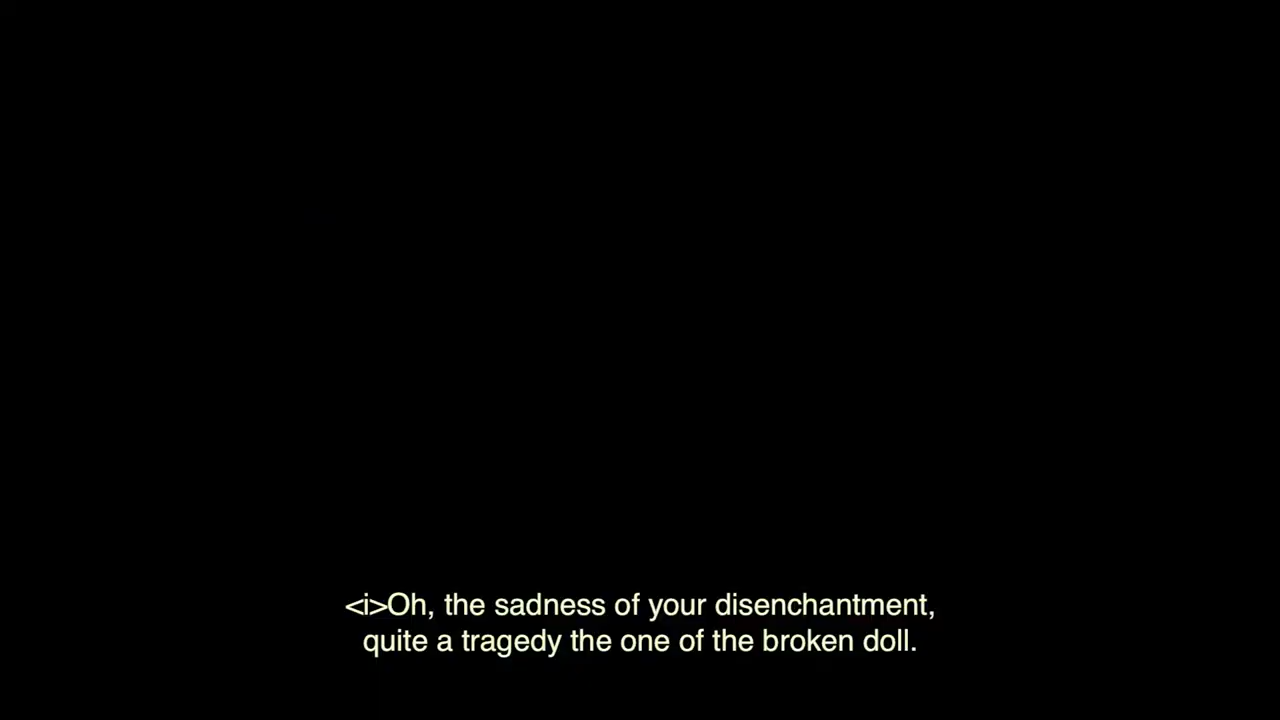 <i>Oh, the sadness of your disenchantment,
quite a tragedy the one of the broken doll.